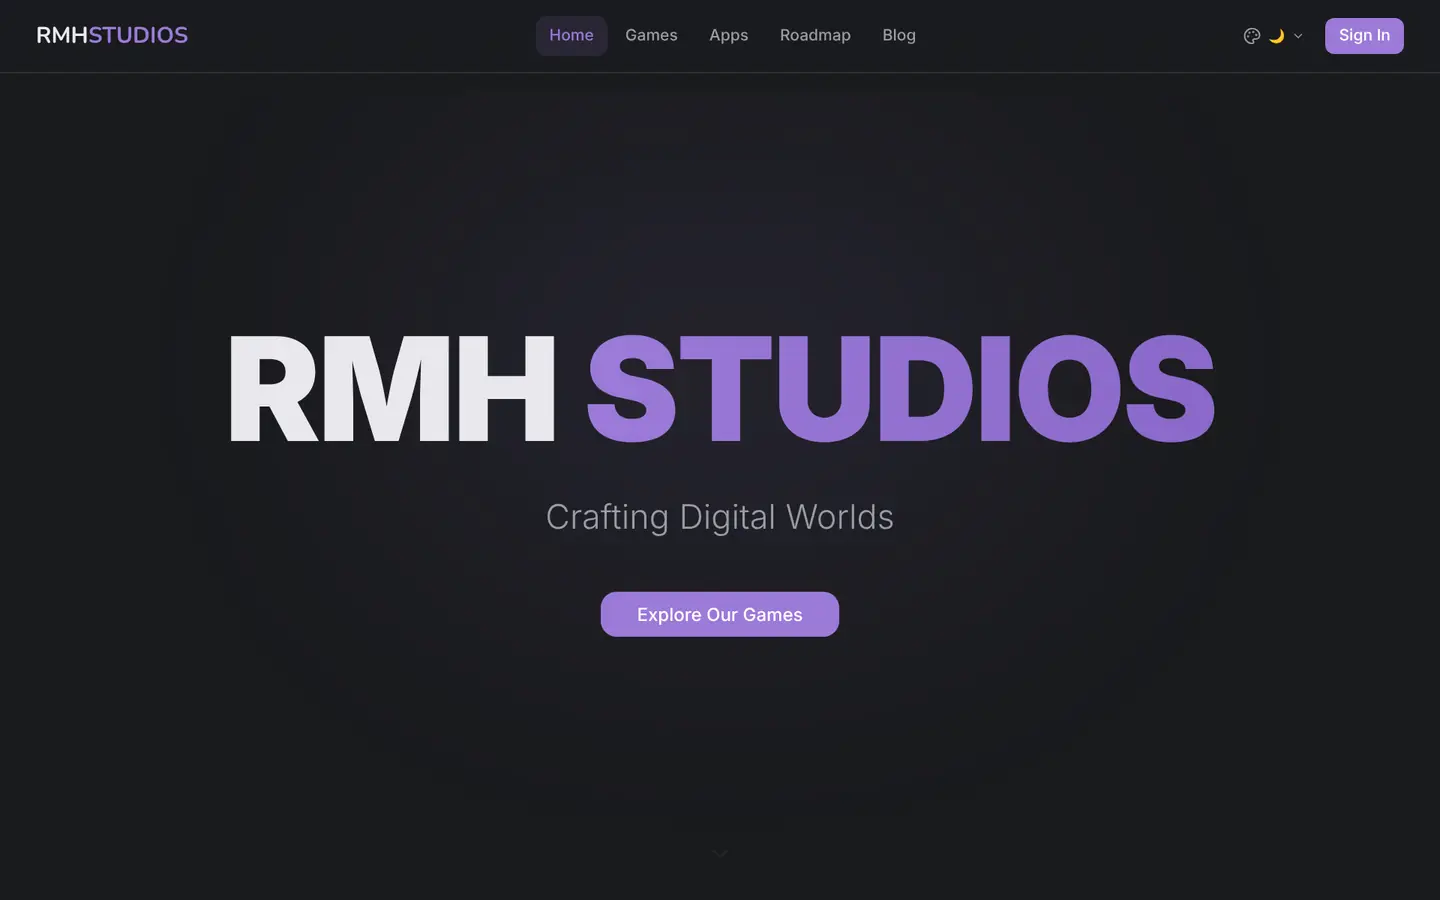 RMHSTUDIOS
Home Games Apps Roadmap Blog
Sign In
RMH STUDIOS
Crafting Digital Worlds
Explore Our Games